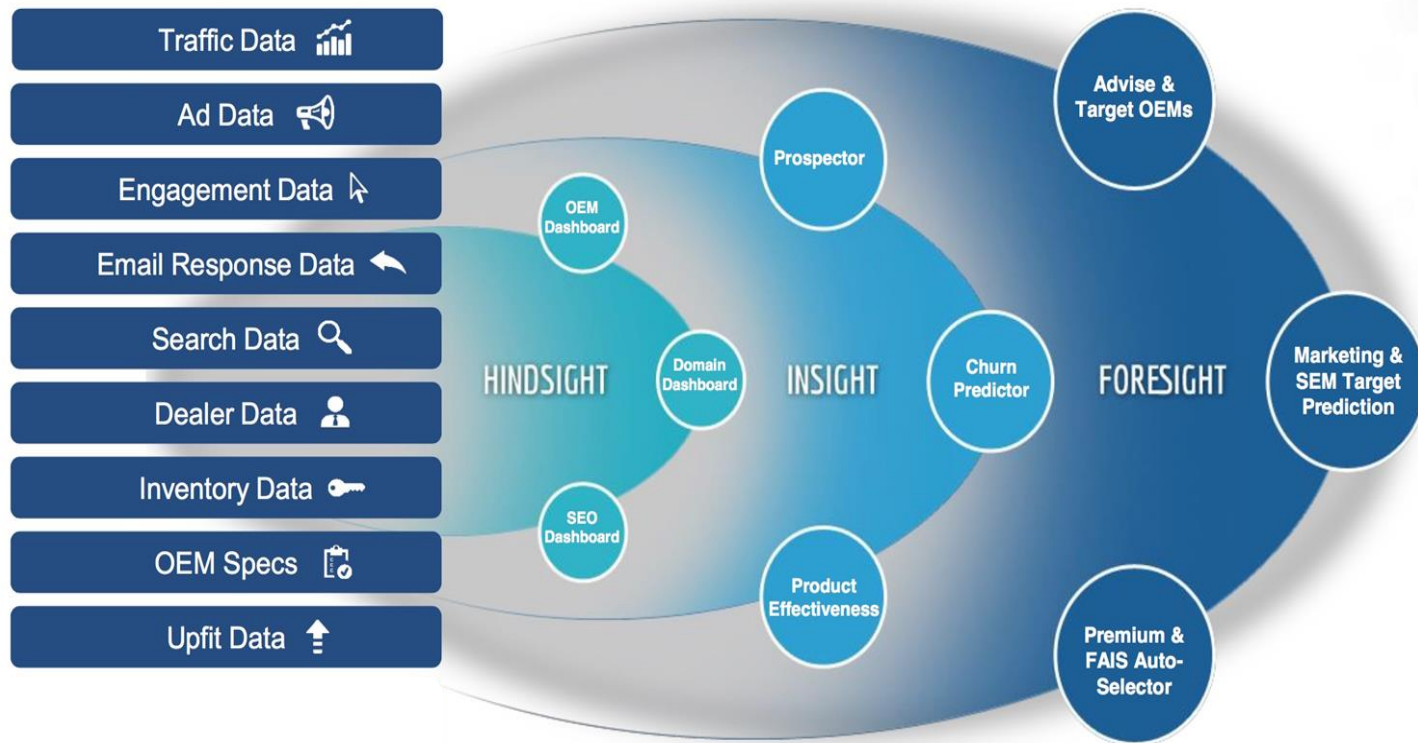 Traffic Data
Ad Data
Engagement Data
Email Response Data
Search Data
Dealer Data
Inventory Data
OEM Specs
Upfit Data
HINDSIGHT
OEM
Dashboard
Domain
Dashboard
SEO
Dashboard
INSIGHT
Prospector
Churn
Predictor
Product
Effectiveness
FORESIGHT
Advise &
Target OEMs
Marketing &
SEM Target
Prediction
Premium &
FAIS Auto-
Selector